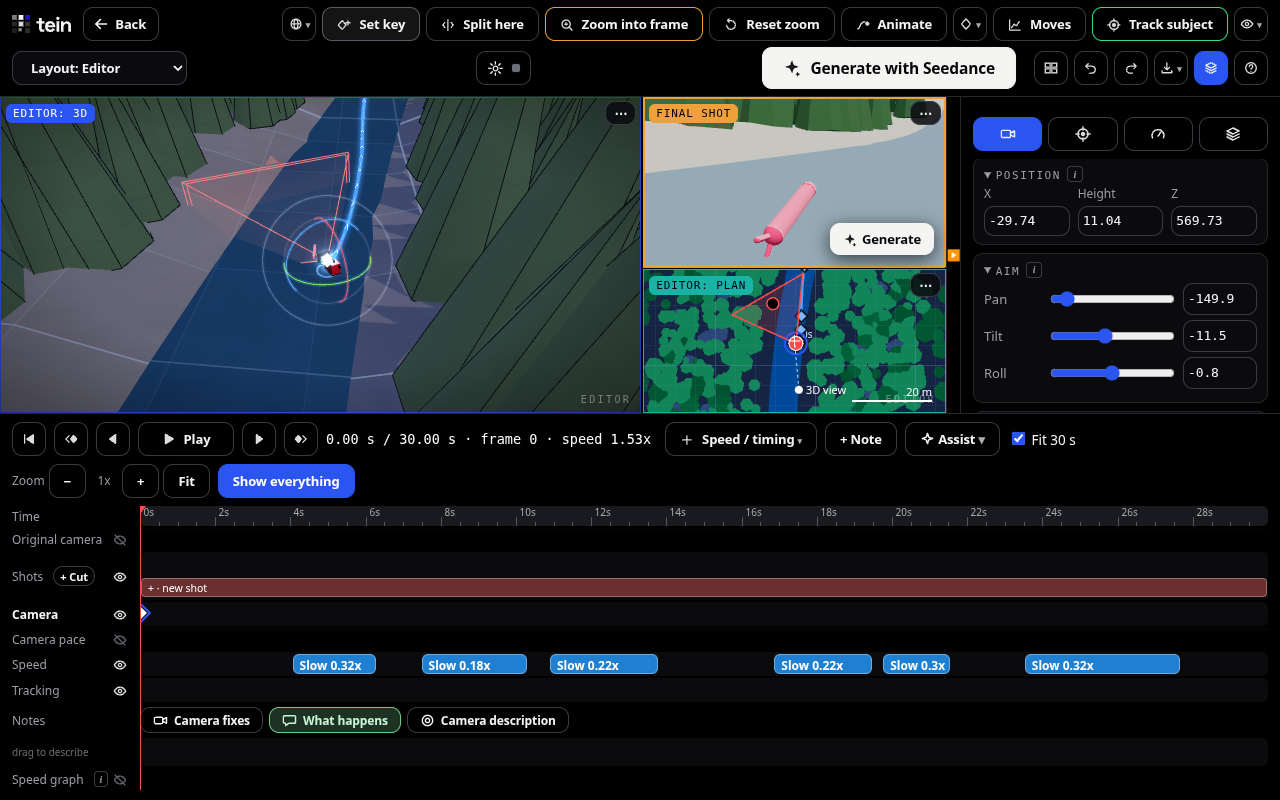 tein
Back
Set key
Split here
Zoom into frame
Reset zoom
Animate
Moves
Track subject
Layout: Editor
Generate with Seedance
EDITOR: 3D
EDITOR
FINAL SHOT
Generate
EDITOR: PLAN
3D view
20 m
POSITION i
X Height Z
-29.74 11.04 569.73
AIM i
Pan -149.9
Tilt -11.5
Roll -0.8
Play
0.00 s / 30.00 s · frame 0 · speed 1.53x
Speed / timing
+ Note
Assist
Fit 30 s
Zoom − 1x + Fit Show everything
Time 0s 2s 4s 6s 8s 10s 12s 14s 16s 18s 20s 22s 24s 26s 28s
Original camera
Shots + Cut
+ · new shot
Camera
Camera pace
Speed Slow 0.32x Slow 0.18x Slow 0.22x Slow 0.22x Slow 0.3x Slow 0.32x
Tracking
Notes Camera fixes What happens Camera description
drag to describe
Speed graph i